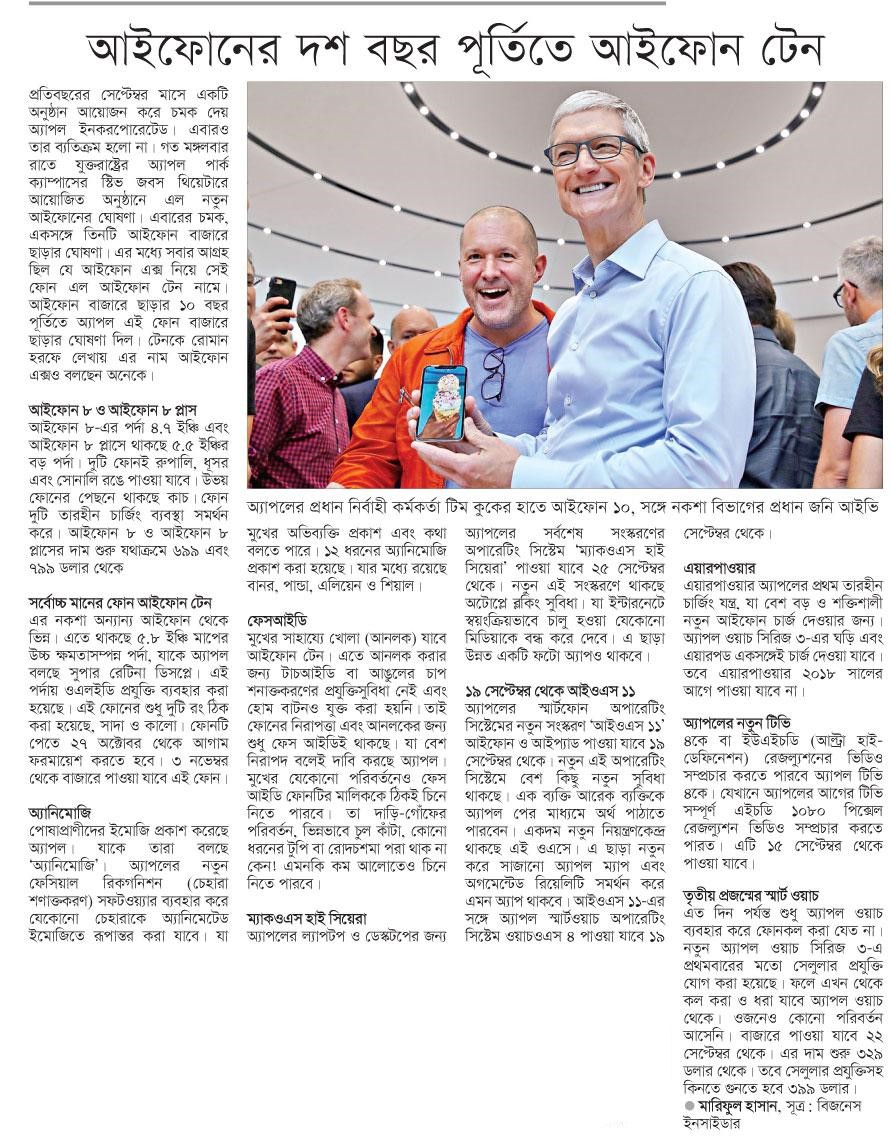 আইফোনের দশ বছর পূর্তিতে আইফোন টেন
প্রতিবছরের সেপ্টেম্বর মাসে একটি
অনুষ্ঠান আয়োজন করে চমক দেয়
অ্যাপল ইনকরপোরেটেড। এবারও
তার ব্যতিক্রম হলো না। গত মঙ্গলবার
রাতে যুক্তরাষ্ট্রের অ্যাপল পার্ক
ক্যাম্পাসের স্টিভ জবস থিয়েটারে
আয়োজিত অনুষ্ঠানে এল নতুন
আইফোনের ঘোষণা। এবারের চমক,
একসঙ্গে তিনটি আইফোন বাজারে
ছাড়ার ঘোষণা। এর মধ্যে সবার আগ্রহ
ছিল যে আইফোন এক্স নিয়ে সেই
ফোন এল আইফোন টেন নামে।
আইফোন বাজারে ছাড়ার ১০ বছর
পূর্তিতে অ্যাপল এই ফোন বাজারে
ছাড়ার ঘোষণা দিল। টেনকে রোমান
হরফে লেখায় এর নাম আইফোন
এক্সও বলছেন অনেকে।
আইফোন ৮ ও আইফোন ৮ প্লাস
আইফোন ৮-এর পর্দা ৪.৭ ইঞ্চি এবং
আইফোন ৮ প্লাসে থাকছে ৫.৫ ইঞ্চির
বড় পর্দা। দুটি ফোনই রুপালি, ধূসর
এবং সোনালি রঙে পাওয়া যাবে। উভয়
ফোনের পেছনে থাকছে কাচ। ফোন
দুটি তারহীন চার্জিং ব্যবস্থা সমর্থন
করে। আইফোন ৮ ও আইফোন ৮
প্লাসের দাম শুরু যথাক্রমে ৬৯৯ এবং
৭৯৯ ডলার থেকে
সর্বোচ্চ মানের ফোন আইফোন টেন
এর নকশা অন্যান্য আইফোন থেকে
ভিন্ন। এতে থাকছে ৫.৮ ইঞ্চি মাপের
উচ্চ ক্ষমতাসম্পন্ন পর্দা, যাকে অ্যাপল
বলছে সুপার রেটিনা ডিসপ্লে। এই
পর্দায় ওএলইডি প্রযুক্তি ব্যবহার করা
হয়েছে। এই ফোনের শুধু দুটি রং ঠিক
করা হয়েছে, সাদা ও কালো। ফোনটি
পেতে ২৭ অক্টোবর থেকে আগাম
ফরমায়েশ করতে হবে। ৩ নভেম্বর
থেকে বাজারে পাওয়া যাবে এই ফোন।
অ্যানিমোজি
পোষাপ্রাণীদের ইমোজি প্রকাশ করেছে
অ্যাপল। যাকে তারা বলছে
‘অ্যানিমোজি’। অ্যাপলের নতুন
ফেসিয়াল রিকগনিশন (চেহারা
শণাক্তকরণ) সফটওয়্যার ব্যবহার করে
যেকোনো চেহারাকে অ্যানিমেটেড
ইমোজিতে রূপান্তর করা যাবে। যা
অ্যাপলের প্রধান নির্বাহী কর্মকর্তা টিম কুকের হাতে আইফোন ১০, সঙ্গে নকশা বিভাগের প্রধান জনি আইভি
মুখের অভিব্যক্তি প্রকাশ এবং কথা
বলতে পারে। ১২ ধরনের অ্যানিমোজি
প্রকাশ করা হয়েছে। যার মধ্যে রয়েছে
বানর, পান্ডা, এলিয়েন ও শিয়াল।
ফেসআইডি
মুখের সাহায্যে খোলা (আনলক) যাবে
আইফোন টেন। এতে আনলক করার
জন্য টাচআইডি বা আঙুলের চাপ
শনাক্তকরণের প্রযুক্তিসুবিধা নেই এবং
হোম বাটনও যুক্ত করা হয়নি। তাই
ফোনের নিরাপত্তা এবং আনলকের জন্য
শুধু ফেস আইডিই থাকছে। যা বেশ
নিরাপদ বলেই দাবি করছে অ্যাপল।
মুখের যেকোনো পরিবর্তনেও ফেস
আইডি ফোনটির মালিককে ঠিকই চিনে
নিতে পারবে। তা দাড়ি-গোঁফের
পরিবর্তন, ভিন্নভাবে চুল কাঁটা, কোনো
ধরনের টুপি বা রোদচশমা পরা থাক না
কেন! এমনকি কম আলোতেও চিনে
নিতে পারবে।
ম্যাকওএস হাই সিয়েরা
অ্যাপলের ল্যাপটপ ও ডেস্কটপের জন্য
অ্যাপলের সর্বশেষ সংস্করণের
অপারেটিং সিস্টেম ‘ম্যাকওএস হাই
সিয়েরা’ পাওয়া যাবে ২৫ সেপ্টেম্বর
থেকে। নতুন এই সংস্করণে থাকছে
অটোপ্লে ব্লকিং সুবিধা। যা ইন্টারনেটে
স্বয়ংক্রিয়ভাবে চালু হওয়া যেকোনো
মিডিয়াকে বন্ধ করে দেবে। এ ছাড়া
উন্নত একটি ফটো অ্যাপও থাকবে।
১৯ সেপ্টেম্বর থেকে আইওএস ১১
অ্যাপলের স্মার্টফোন অপারেটিং
সিস্টেমের নতুন সংস্করণ ‘আইওএস ১১’
আইফোন ও আইপ্যাড পাওয়া যাবে ১৯
সেপ্টেম্বর থেকে। নতুন এই অপারেটিং
সিস্টেমে বেশ কিছু নতুন সুবিধা
থাকছে। এক ব্যক্তি আরেক ব্যক্তিকে
অ্যাপল পের মাধ্যমে অর্থ পাঠাতে
পারবেন। একদম নতুন নিয়ন্ত্রণকেন্দ্র
থাকছে এই ওএসে। এ ছাড়া নতুন
করে সাজানো অ্যাপল ম্যাপ এবং
অগমেন্টেড রিয়েলিটি সমর্থন করে
এমন অ্যাপ থাকবে। আইওএস ১১-এর
সঙ্গে অ্যাপল স্মার্টওয়াচ অপারেটিং
সিস্টেম ওয়াচওএস ৪ পাওয়া যাবে ১৯
সেপ্টেম্বর থেকে।
এয়ারপাওয়ার
এয়ারপাওয়ার অ্যাপলের প্রথম তারহীন
চার্জিং যন্ত্র, যা বেশ বড় ও শক্তিশালী
নতুন আইফোন চার্জ দেওয়ার জন্য।
অ্যাপল ওয়াচ সিরিজ ৩-এর ঘড়ি এবং
এয়ারপড একসঙ্গেই চার্জ দেওয়া যাবে।
তবে এয়ারপাওয়ার ২০১৮ সালের
আগে পাওয়া যাবে না।
অ্যাপলের নতুন টিভি
৪কে বা ইউএইচডি (আল্ট্রা হাই-
ডেফিনেশন) রেজল্যুশনের ভিডিও
সম্প্রচার করতে পারবে অ্যাপল টিভি
৪কে। যেখানে অ্যাপলের আগের টিভি
সম্পূর্ণ এইচডি ১০৮০ পিক্সেল
রেজল্যুশন ভিডিও সম্প্রচার করতে
পারত। এটি ১৫ সেপ্টেম্বর থেকে
পাওয়া যাবে।
তৃতীয় প্রজন্মের স্মার্ট ওয়াচ
এত দিন পর্যন্ত শুধু অ্যাপল ওয়াচ
ব্যবহার করে ফোনকল করা যেত না।
নতুন অ্যাপল ওয়াচ সিরিজ ৩-এ
প্রথমবারের মতো সেলুলার প্রযুক্তি
যোগ করা হয়েছে। ফলে এখন থেকে
কল করা ও ধরা যাবে অ্যাপল ওয়াচ
থেকে। ওজনেও কোনো পরিবর্তন
আসেনি। বাজারে পাওয়া যাবে ২২
সেপ্টেম্বর থেকে। এর দাম শুরু ৩২৯
ডলার থেকে। তবে সেলুলার প্রযুক্তিসহ
কিনতে গুনতে হবে ৩৯৯ ডলার।
● মারিফুল হাসান, সূত্র: বিজনেস
ইনসাইডার